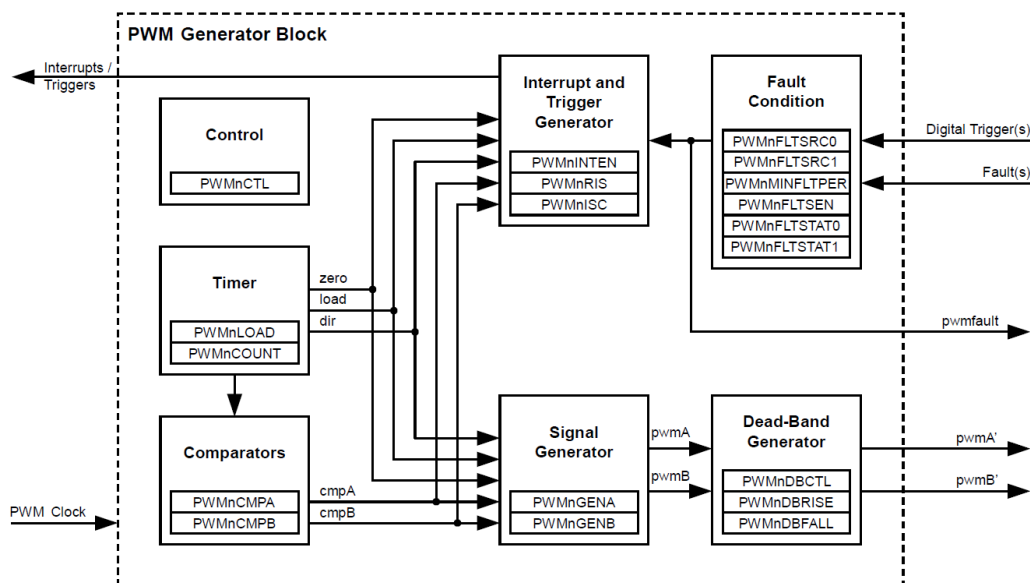 PWM Generator Block
Interrupts /
Triggers
Control
PWMnCTL
Interrupt and
Trigger
Generator
PWMnINTEN
PWMnRIS
PWMnISC
Fault
Condition
PWMnFLTSRC0
PWMnFLTSRC1
PWMnMINFLTPER
PWMnFLTSEN
PWMnFLTSTAT0
PWMnFLTSTAT1
Digital Trigger(s)
Fault(s)
Timer
PWMnLOAD
PWMnCOUNT
zero
load
dir
pwmfault
Comparators
PWMnCMPA
PWMnCMPB
cmpA
cmpB
Signal
Generator
PWMnGENA
PWMnGENB
pwmA
pwmB
Dead-Band
Generator
PWMnDBCTL
PWMnDBRISE
PWMnDBFALL
pwmA'
pwmB'
PWM Clock